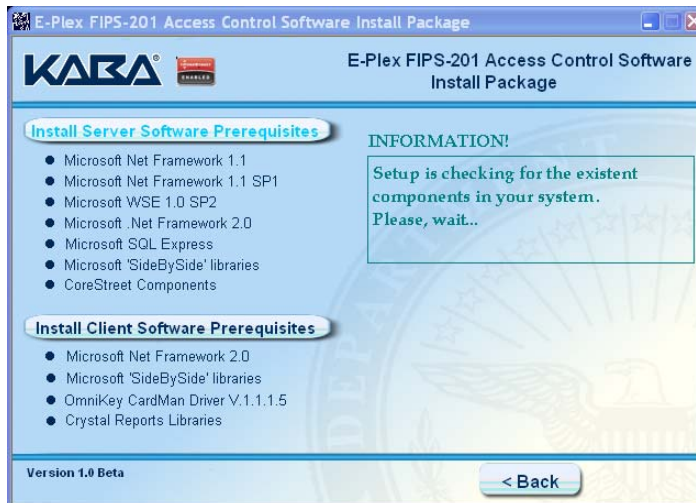 E-Plex FIPS-201 Access Control Software Install Package
KABA
ENABLED
E-Plex FIPS-201 Access Control Software
Install Package
Install Server Software Prerequisites
Microsoft Net Framework 1.1
Microsoft Net Framework 1.1 SP1
Microsoft WSE 1.0 SP2
Microsoft .Net Framework 2.0
Microsoft SQL Express
Microsoft 'SideBySide' libraries
CoreStreet Components
INFORMATION!
Setup is checking for the existent
components in your system.
Please, wait...
Install Client Software Prerequisites
Microsoft Net Framework 2.0
Microsoft 'SideBySide' libraries
OmniKey CardMan Driver V.1.1.1.5
Crystal Reports Libraries
DEPARTMENT
Version 1.0 Beta
< Back